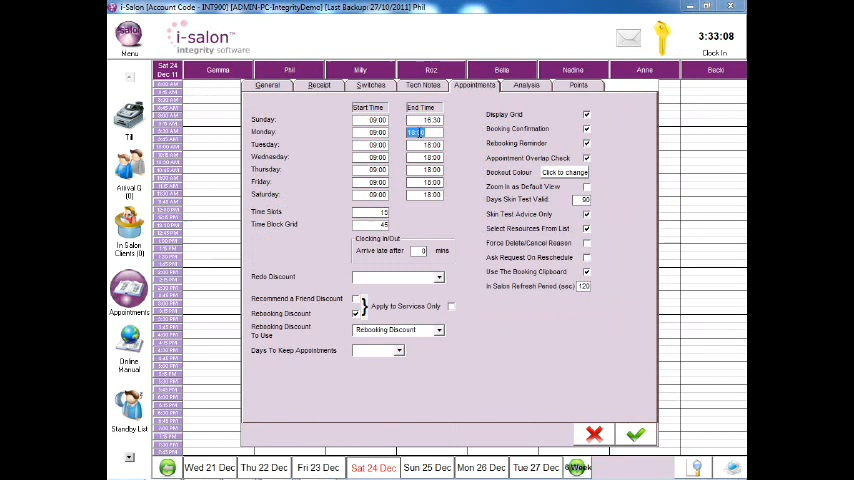 i-Salon [Account Code - INT900] [ADMIN-PC-IntegrityDemo] [Last Backup: 27/10/2011] Phil
Menu
i-salon™
integrity software
3:33:08
Clock In
Sat 24
Dec 11
Gemma
Phil
Milly
Roz
Bella
Nadine
Anne
Becki
General
Receipt
Switches
Tech Notes
Appointments
Analysis
Points
Start Time
End Time
Sunday: 09:00 16:30
Monday: 09:00 18:00
Tuesday: 09:00 18:00
Wednesday: 09:00 18:00
Thursday: 09:00 18:00
Friday: 09:00 18:00
Saturday: 09:00 18:00
Time Slots 15
Time Block Grid 45
Clocking In/Out
Arrive late after 0 mins
Redo Discount
Recommend a Friend Discount
Apply to Services Only
Rebooking Discount
Rebooking Discount
To Use
Rebooking Discount
Days To Keep Appointments
Display Grid
Booking Confirmation
Rebooking Reminder
Appointment Overlap Check
Bookout Colour Click to change
Zoom In as Default View
Days Skin Test Valid: 90
Skin Test Advice Only
Select Resources From List
Force Delete/Cancel Reason
Ask Request On Reschedule
Use The Booking Clipboard
In Salon Refresh Period (sec) 120
Till
Arrival Q
(0)
In Salon
Clients (0)
Appointments
Online
Manual
Standby List
Wed 21 Dec
Thu 22 Dec
Fri 23 Dec
Sat 24 Dec
Sun 25 Dec
Mon 26 Dec
Tue 27 Dec
6 Week